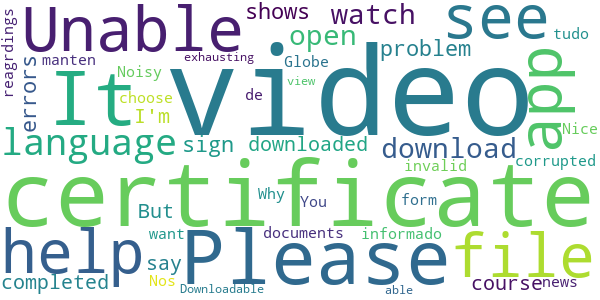 reagrdings
manten
Unable
exhausting
shows
watch
see
tudo
errors
Noisy
choose
I'm
It
video
Globe
open
problem
view
app
Nice
language
sign
de
downloaded
download
corrupted
certificate
invalid
But
Why
You
form
help
want
say
Nos
Please
documents
informado
file
completed
Downloadable
able
course
news